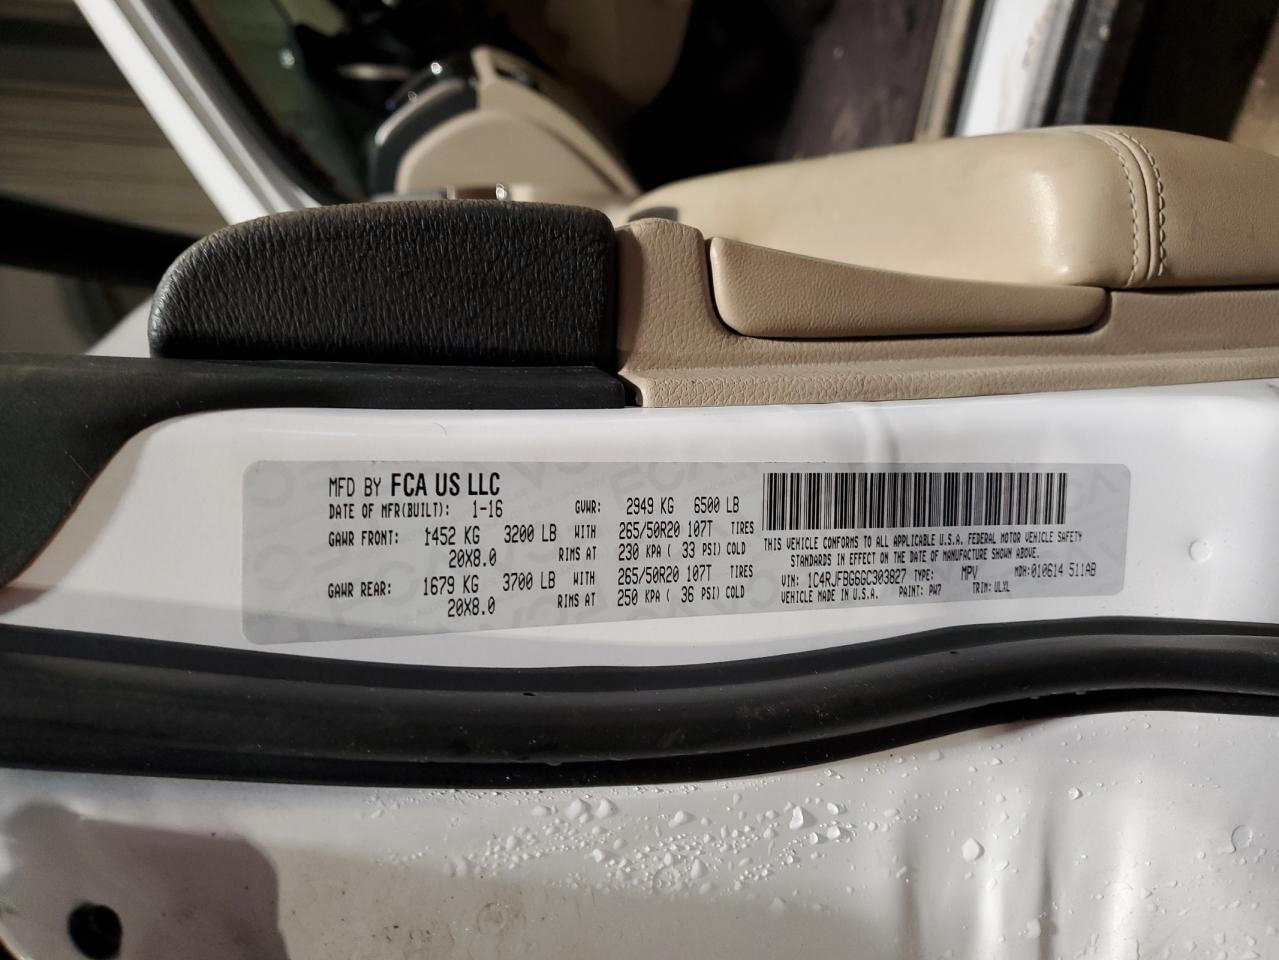 MFD BY FCA US LLC
DATE OF MFR(BUILT): 1-16 GVWR: 2949 KG 6500 LB
GAWR FRONT: 1452 KG 3200 LB WITH 265/50R20 107T TIRES
20X8.0 RIMS AT 230 KPA ( 33 PSI) COLD
GAWR REAR: 1679 KG 3700 LB WITH 265/50R20 107T TIRES
20X8.0 RIMS AT 250 KPA ( 36 PSI) COLD
THIS VEHICLE CONFORMS TO ALL APPLICABLE U.S.A. FEDERAL MOTOR VEHICLE SAFETY
STANDARDS IN EFFECT ON THE DATE OF MANUFACTURE SHOWN ABOVE.
VIN: 1C4RJFBG6GC303827 TYPE: MPV MDH: 010614 511AB
VEHICLE MADE IN U.S.A. PAINT: PW7 TRIM: ULXL